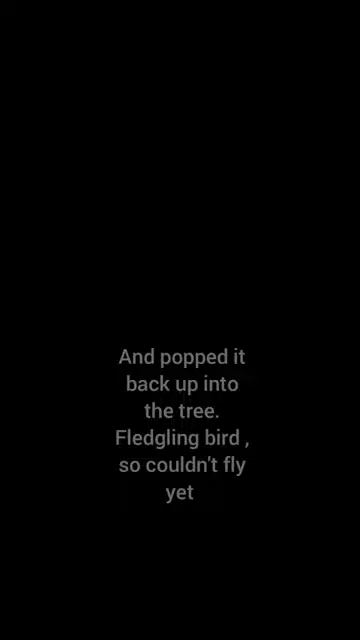 And popped it
back up into
the tree.
Fledgling bird ,
so couldn't fly
yet